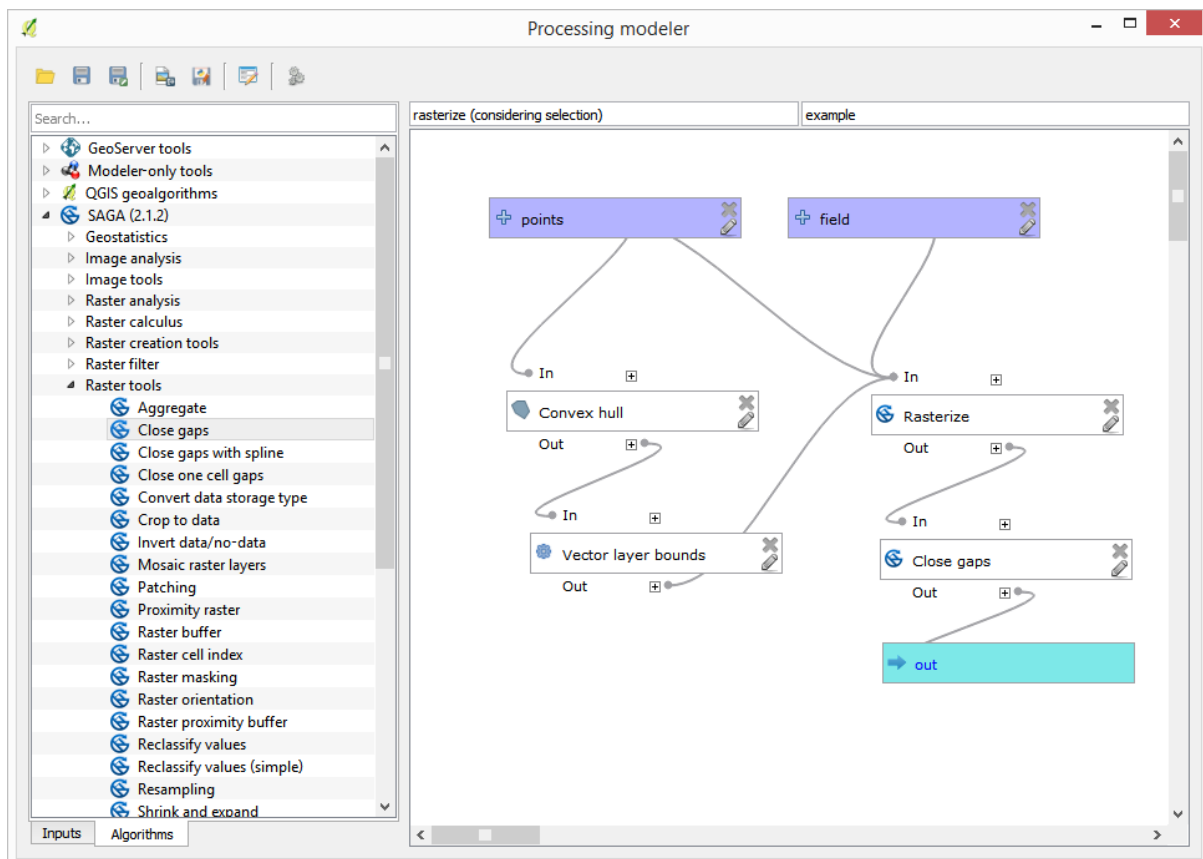 Processing modeler
Search...
rasterize (considering selection)
example
GeoServer tools
Modeler-only tools
QGIS geoalgorithms
SAGA (2.1.2)
Geostatistics
Image analysis
Image tools
Raster analysis
Raster calculus
Raster creation tools
Raster filter
Raster tools
Aggregate
Close gaps
Close gaps with spline
Close one cell gaps
Convert data storage type
Crop to data
Invert data/no-data
Mosaic raster layers
Patching
Proximity raster
Raster buffer
Raster cell index
Raster masking
Raster orientation
Raster proximity buffer
Reclassify values
Reclassify values (simple)
Resampling
Shrink and expand
Inputs
Algorithms
points
field
In
Convex hull
Out
In
Vector layer bounds
Out
In
Rasterize
Out
In
Close gaps
Out
out